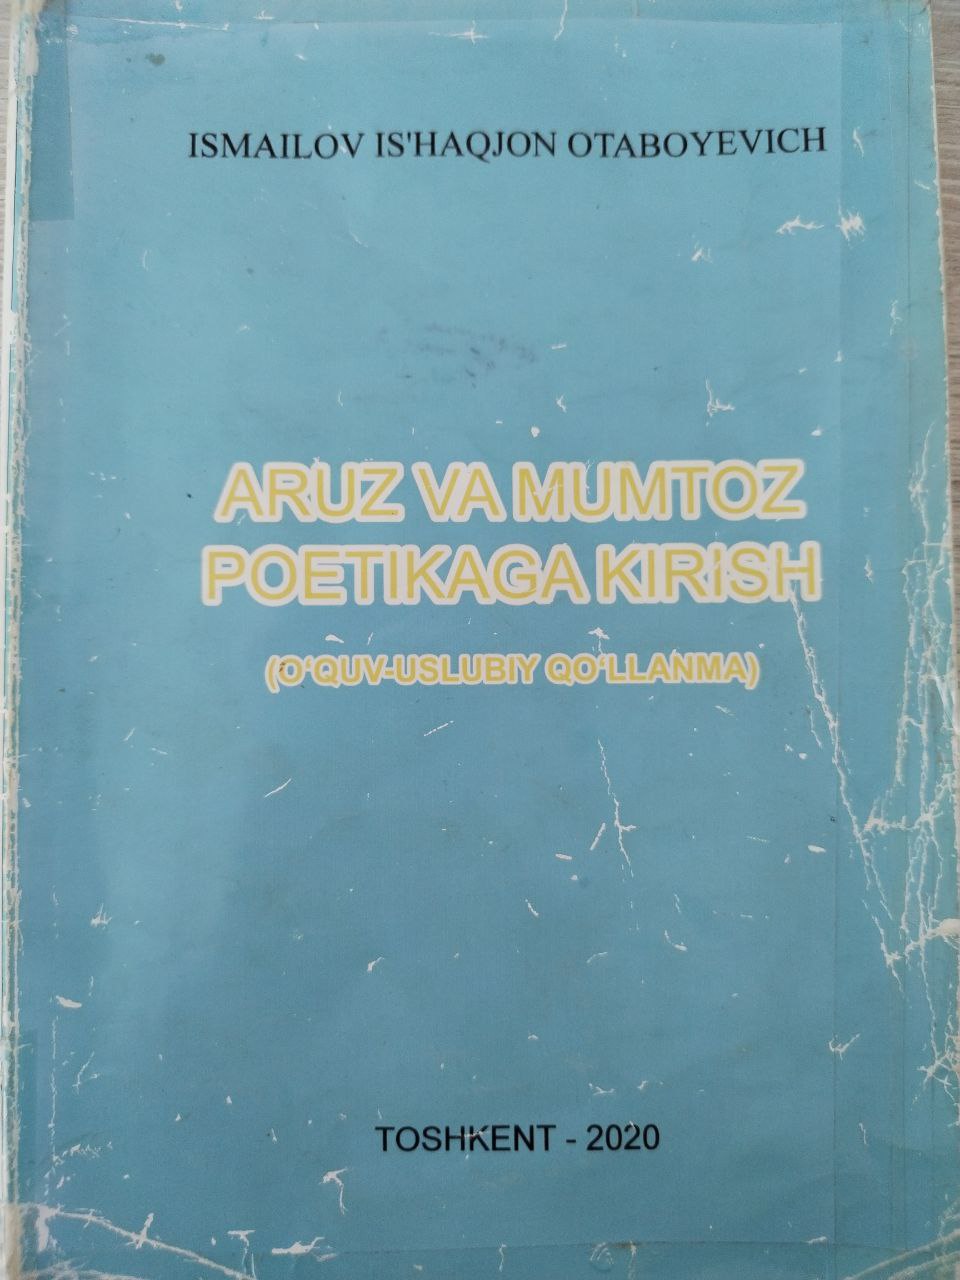 ISMAILOV IS'HAQJON OTABOYEVICH
ARUZ VA MUMTOZ
POETIKAGA KIRISH
(O‘QUV-USLUBIY QO‘LLANMA)
TOSHKENT - 2020